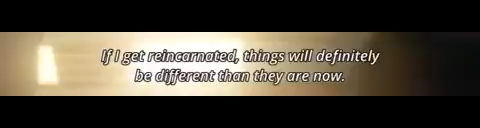 If I get reincarnated, things will definitely
be different than they are now.